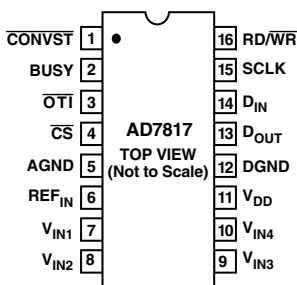 CONVST 1 16 RD/WR
BUSY 2 15 SCLK
OTI 3 14 DIN
CS 4 AD7817 13 DOUT
AGND 5 TOP VIEW 12 DGND
REFIN 6 (Not to Scale) 11 VDD
VIN1 7 10 VIN4
VIN2 8 9 VIN3